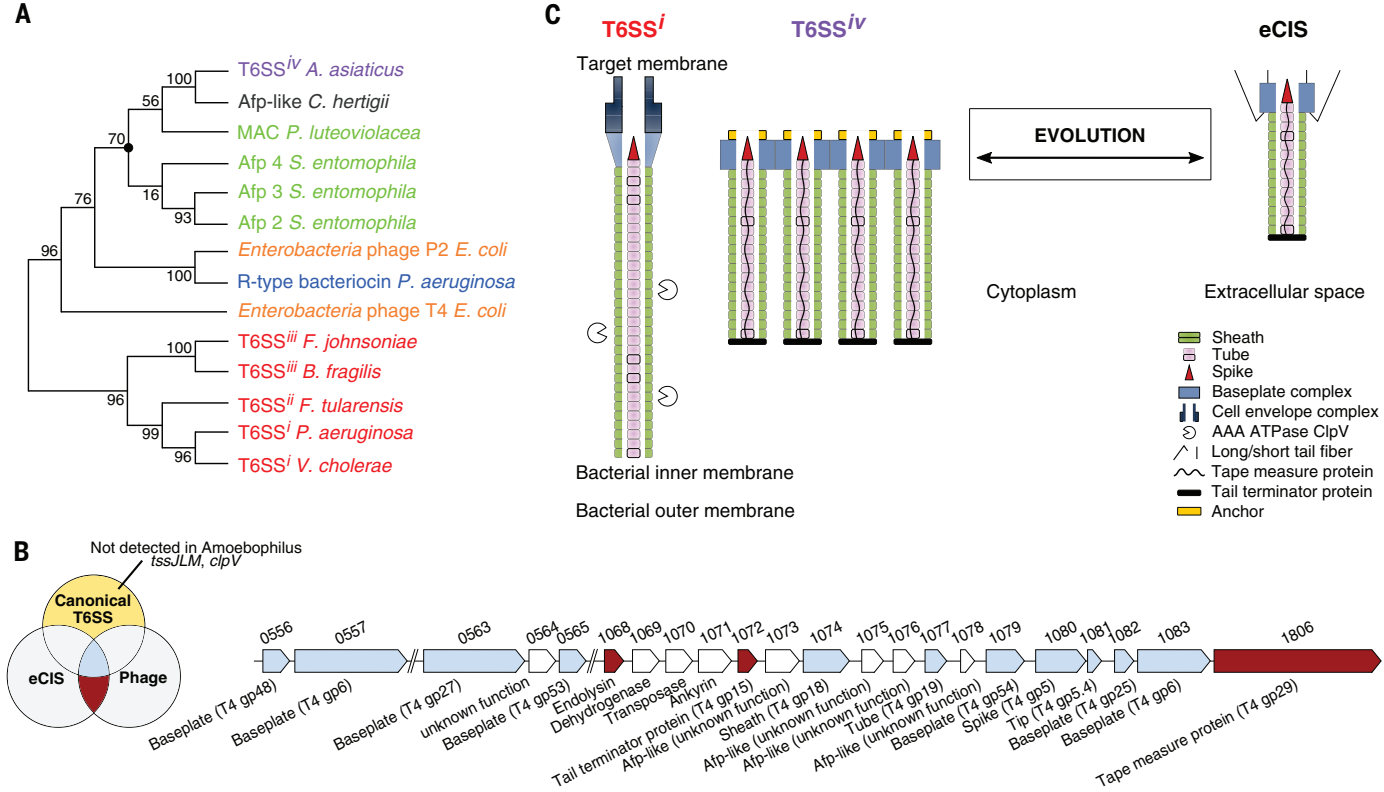 A
100
T6SSiv A. asiaticus
56
Afp-like C. hertigii
70
MAC P. luteoviolacea
Afp 4 S. entomophila
76
16
Afp 3 S. entomophila
93
Afp 2 S. entomophila
96
Enterobacteria phage P2 E. coli
100
R-type bacteriocin P. aeruginosa
Enterobacteria phage T4 E. coli
T6SSiii F. johnsoniae
100
T6SSiii B. fragilis
96
T6SSii F. tularensis
99
T6SSi P. aeruginosa
96
T6SSi V. cholerae
C
T6SSi
T6SSiv
eCIS
Target membrane
EVOLUTION
Cytoplasm
Extracellular space
Bacterial inner membrane
Bacterial outer membrane
Sheath
Tube
Spike
Baseplate complex
Cell envelope complex
AAA ATPase ClpV
Long/short tail fiber
Tape measure protein
Tail terminator protein
Anchor
B
Not detected in Amoebophilus
tssJLM, clpV
Canonical
T6SS
eCIS
Phage
0556
0557
0563
0564
0565
1068
1069
1070
1071
1072
1073
1074
1075
1076
1077
1078
1079
1080
1081
1082
1083
1806
Baseplate (T4 gp48)
Baseplate (T4 gp6)
Baseplate (T4 gp27)
unknown function
Baseplate (T4 gp53)
Endolysin
Dehydrogenase
Transposase
Ankyrin
Tail terminator protein (T4 gp15)
Afp-like (unknown function)
Sheath (T4 gp18)
Afp-like (unknown function)
Afp-like (unknown function)
Tube (T4 gp19)
Afp-like (unknown function)
Baseplate (T4 gp54)
Spike (T4 gp5)
Tip (T4 gp5.4)
Baseplate (T4 gp25)
Baseplate (T4 gp6)
Tape measure protein (T4 gp29)